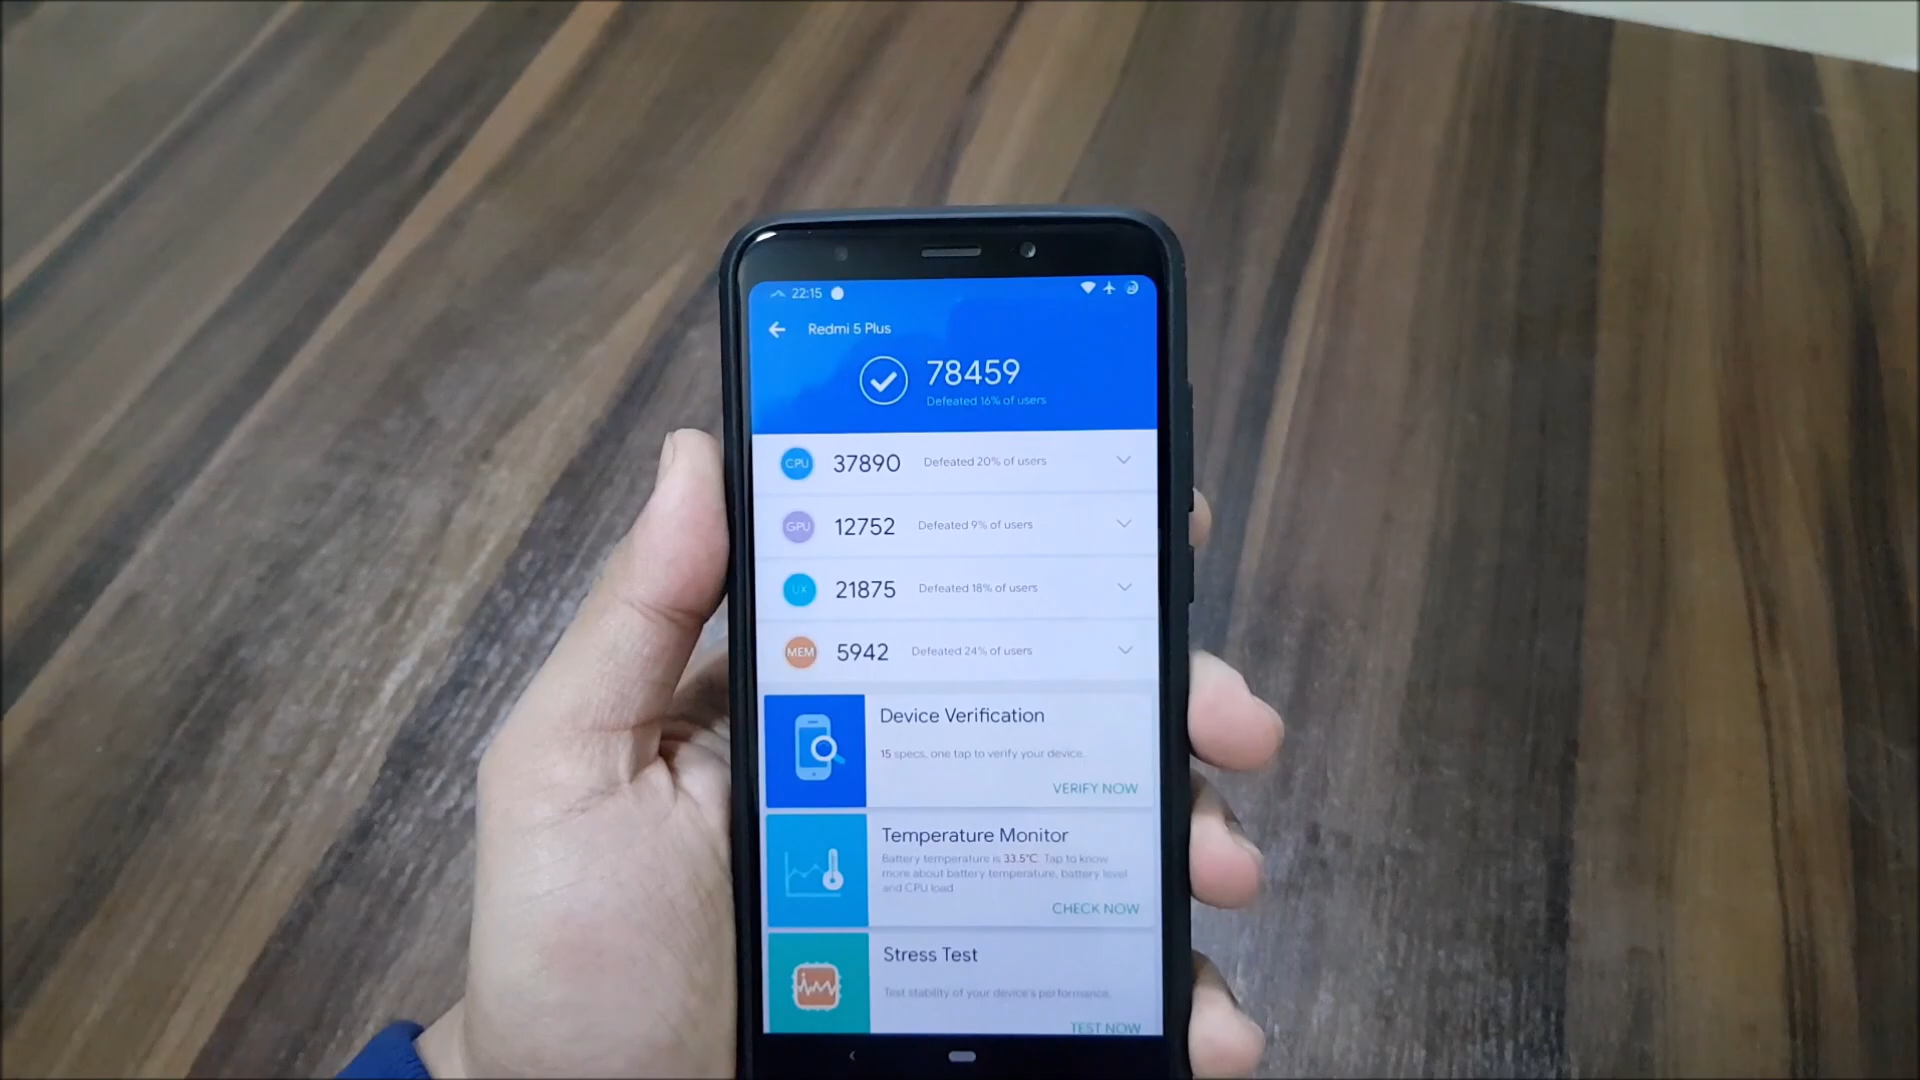 22:15
Redmi 5 Plus
78459
Defeated 16% of users
CPU 37890 Defeated 20% of users
GPU 12752 Defeated 9% of users
UX 21875 Defeated 18% of users
MEM 5942 Defeated 24% of users
Device Verification
15 specs, one tap to verify your device.
VERIFY NOW
Temperature Monitor
Battery temperature is 33.5°C. Tap to know
more about battery temperature, battery level
and CPU load
CHECK NOW
Stress Test
Test stability of your device's performance.
TEST NOW